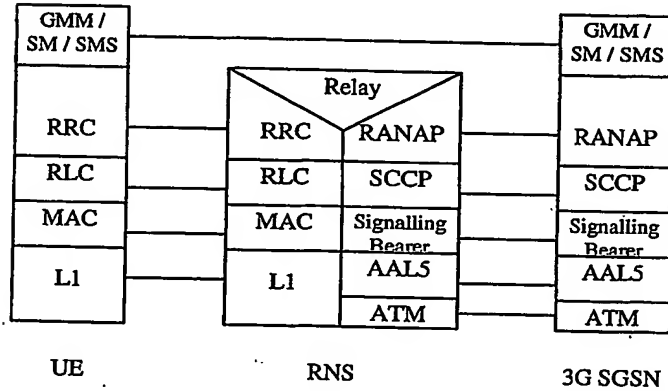 GMM /
SM / SMS
RRC
RLC
MAC
L1
UE
Relay
RRC
RANAP
RLC
SCCP
MAC
Signalling
Bearer
L1
AAL5
ATM
RNS
GMM /
SM / SMS
RANAP
SCCP
Signalling
Bearer
AAL5
ATM
3G SGSN